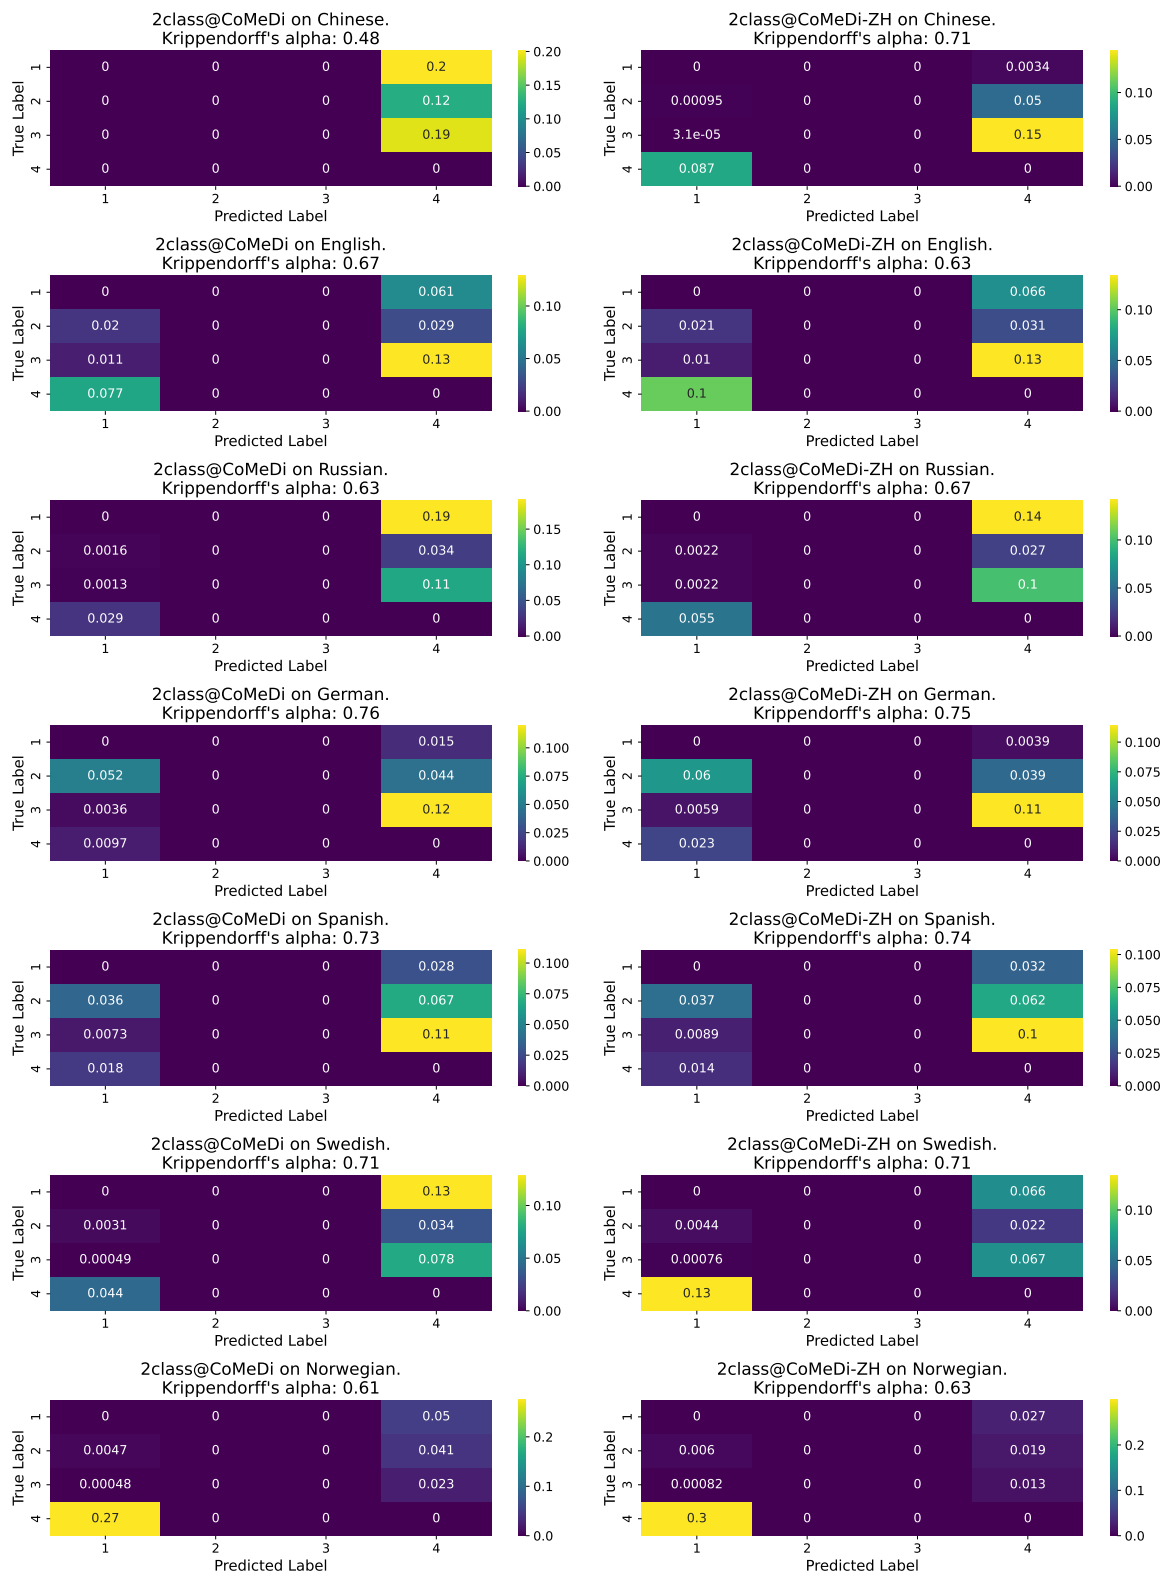 2class@CoMeDi on Chinese.
Krippendorff's alpha: 0.48
True Label
1 0 0 0 0.2
2 0 0 0 0.12
3 0 0 0 0.19
4 0 0 0 0
1 2 3 4
Predicted Label
0.20
0.15
0.10
0.05
0.00
2class@CoMeDi-ZH on Chinese.
Krippendorff's alpha: 0.71
True Label
1 0 0 0 0.0034
2 0.00095 0 0 0.05
3 3.1e-05 0 0 0.15
4 0.087 0 0 0
1 2 3 4
Predicted Label
0.10
0.05
0.00
2class@CoMeDi on English.
Krippendorff's alpha: 0.67
True Label
1 0 0 0 0.061
2 0.02 0 0 0.029
3 0.011 0 0 0.13
4 0.077 0 0 0
1 2 3 4
Predicted Label
0.10
0.05
0.00
2class@CoMeDi-ZH on English.
Krippendorff's alpha: 0.63
True Label
1 0 0 0 0.066
2 0.021 0 0 0.031
3 0.01 0 0 0.13
4 0.1 0 0 0
1 2 3 4
Predicted Label
0.10
0.05
0.00
2class@CoMeDi on Russian.
Krippendorff's alpha: 0.63
True Label
1 0 0 0 0.19
2 0.0016 0 0 0.034
3 0.0013 0 0 0.11
4 0.029 0 0 0
1 2 3 4
Predicted Label
0.15
0.10
0.05
0.00
2class@CoMeDi-ZH on Russian.
Krippendorff's alpha: 0.67
True Label
1 0 0 0 0.14
2 0.0022 0 0 0.027
3 0.0022 0 0 0.1
4 0.055 0 0 0
1 2 3 4
Predicted Label
0.10
0.05
0.00
2class@CoMeDi on German.
Krippendorff's alpha: 0.76
True Label
1 0 0 0 0.015
2 0.052 0 0 0.044
3 0.0036 0 0 0.12
4 0.0097 0 0 0
1 2 3 4
Predicted Label
0.100
0.075
0.050
0.025
0.000
2class@CoMeDi-ZH on German.
Krippendorff's alpha: 0.75
True Label
1 0 0 0 0.0039
2 0.06 0 0 0.039
3 0.0059 0 0 0.11
4 0.023 0 0 0
1 2 3 4
Predicted Label
0.100
0.075
0.050
0.025
0.000
2class@CoMeDi on Spanish.
Krippendorff's alpha: 0.73
True Label
1 0 0 0 0.028
2 0.036 0 0 0.067
3 0.0073 0 0 0.11
4 0.018 0 0 0
1 2 3 4
Predicted Label
0.100
0.075
0.050
0.025
0.000
2class@CoMeDi-ZH on Spanish.
Krippendorff's alpha: 0.74
True Label
1 0 0 0 0.032
2 0.037 0 0 0.062
3 0.0089 0 0 0.1
4 0.014 0 0 0
1 2 3 4
Predicted Label
0.100
0.075
0.050
0.025
0.000
2class@CoMeDi on Swedish.
Krippendorff's alpha: 0.71
True Label
1 0 0 0 0.13
2 0.0031 0 0 0.034
3 0.00049 0 0 0.078
4 0.044 0 0 0
1 2 3 4
Predicted Label
0.10
0.05
0.00
2class@CoMeDi-ZH on Swedish.
Krippendorff's alpha: 0.71
True Label
1 0 0 0 0.066
2 0.0044 0 0 0.022
3 0.00076 0 0 0.067
4 0.13 0 0 0
1 2 3 4
Predicted Label
0.10
0.05
0.00
2class@CoMeDi on Norwegian.
Krippendorff's alpha: 0.61
True Label
1 0 0 0 0.05
2 0.0047 0 0 0.041
3 0.00048 0 0 0.023
4 0.27 0 0 0
1 2 3 4
Predicted Label
0.2
0.1
0.0
2class@CoMeDi-ZH on Norwegian.
Krippendorff's alpha: 0.63
True Label
1 0 0 0 0.027
2 0.006 0 0 0.019
3 0.00082 0 0 0.013
4 0.3 0 0 0
1 2 3 4
Predicted Label
0.2
0.1
0.0